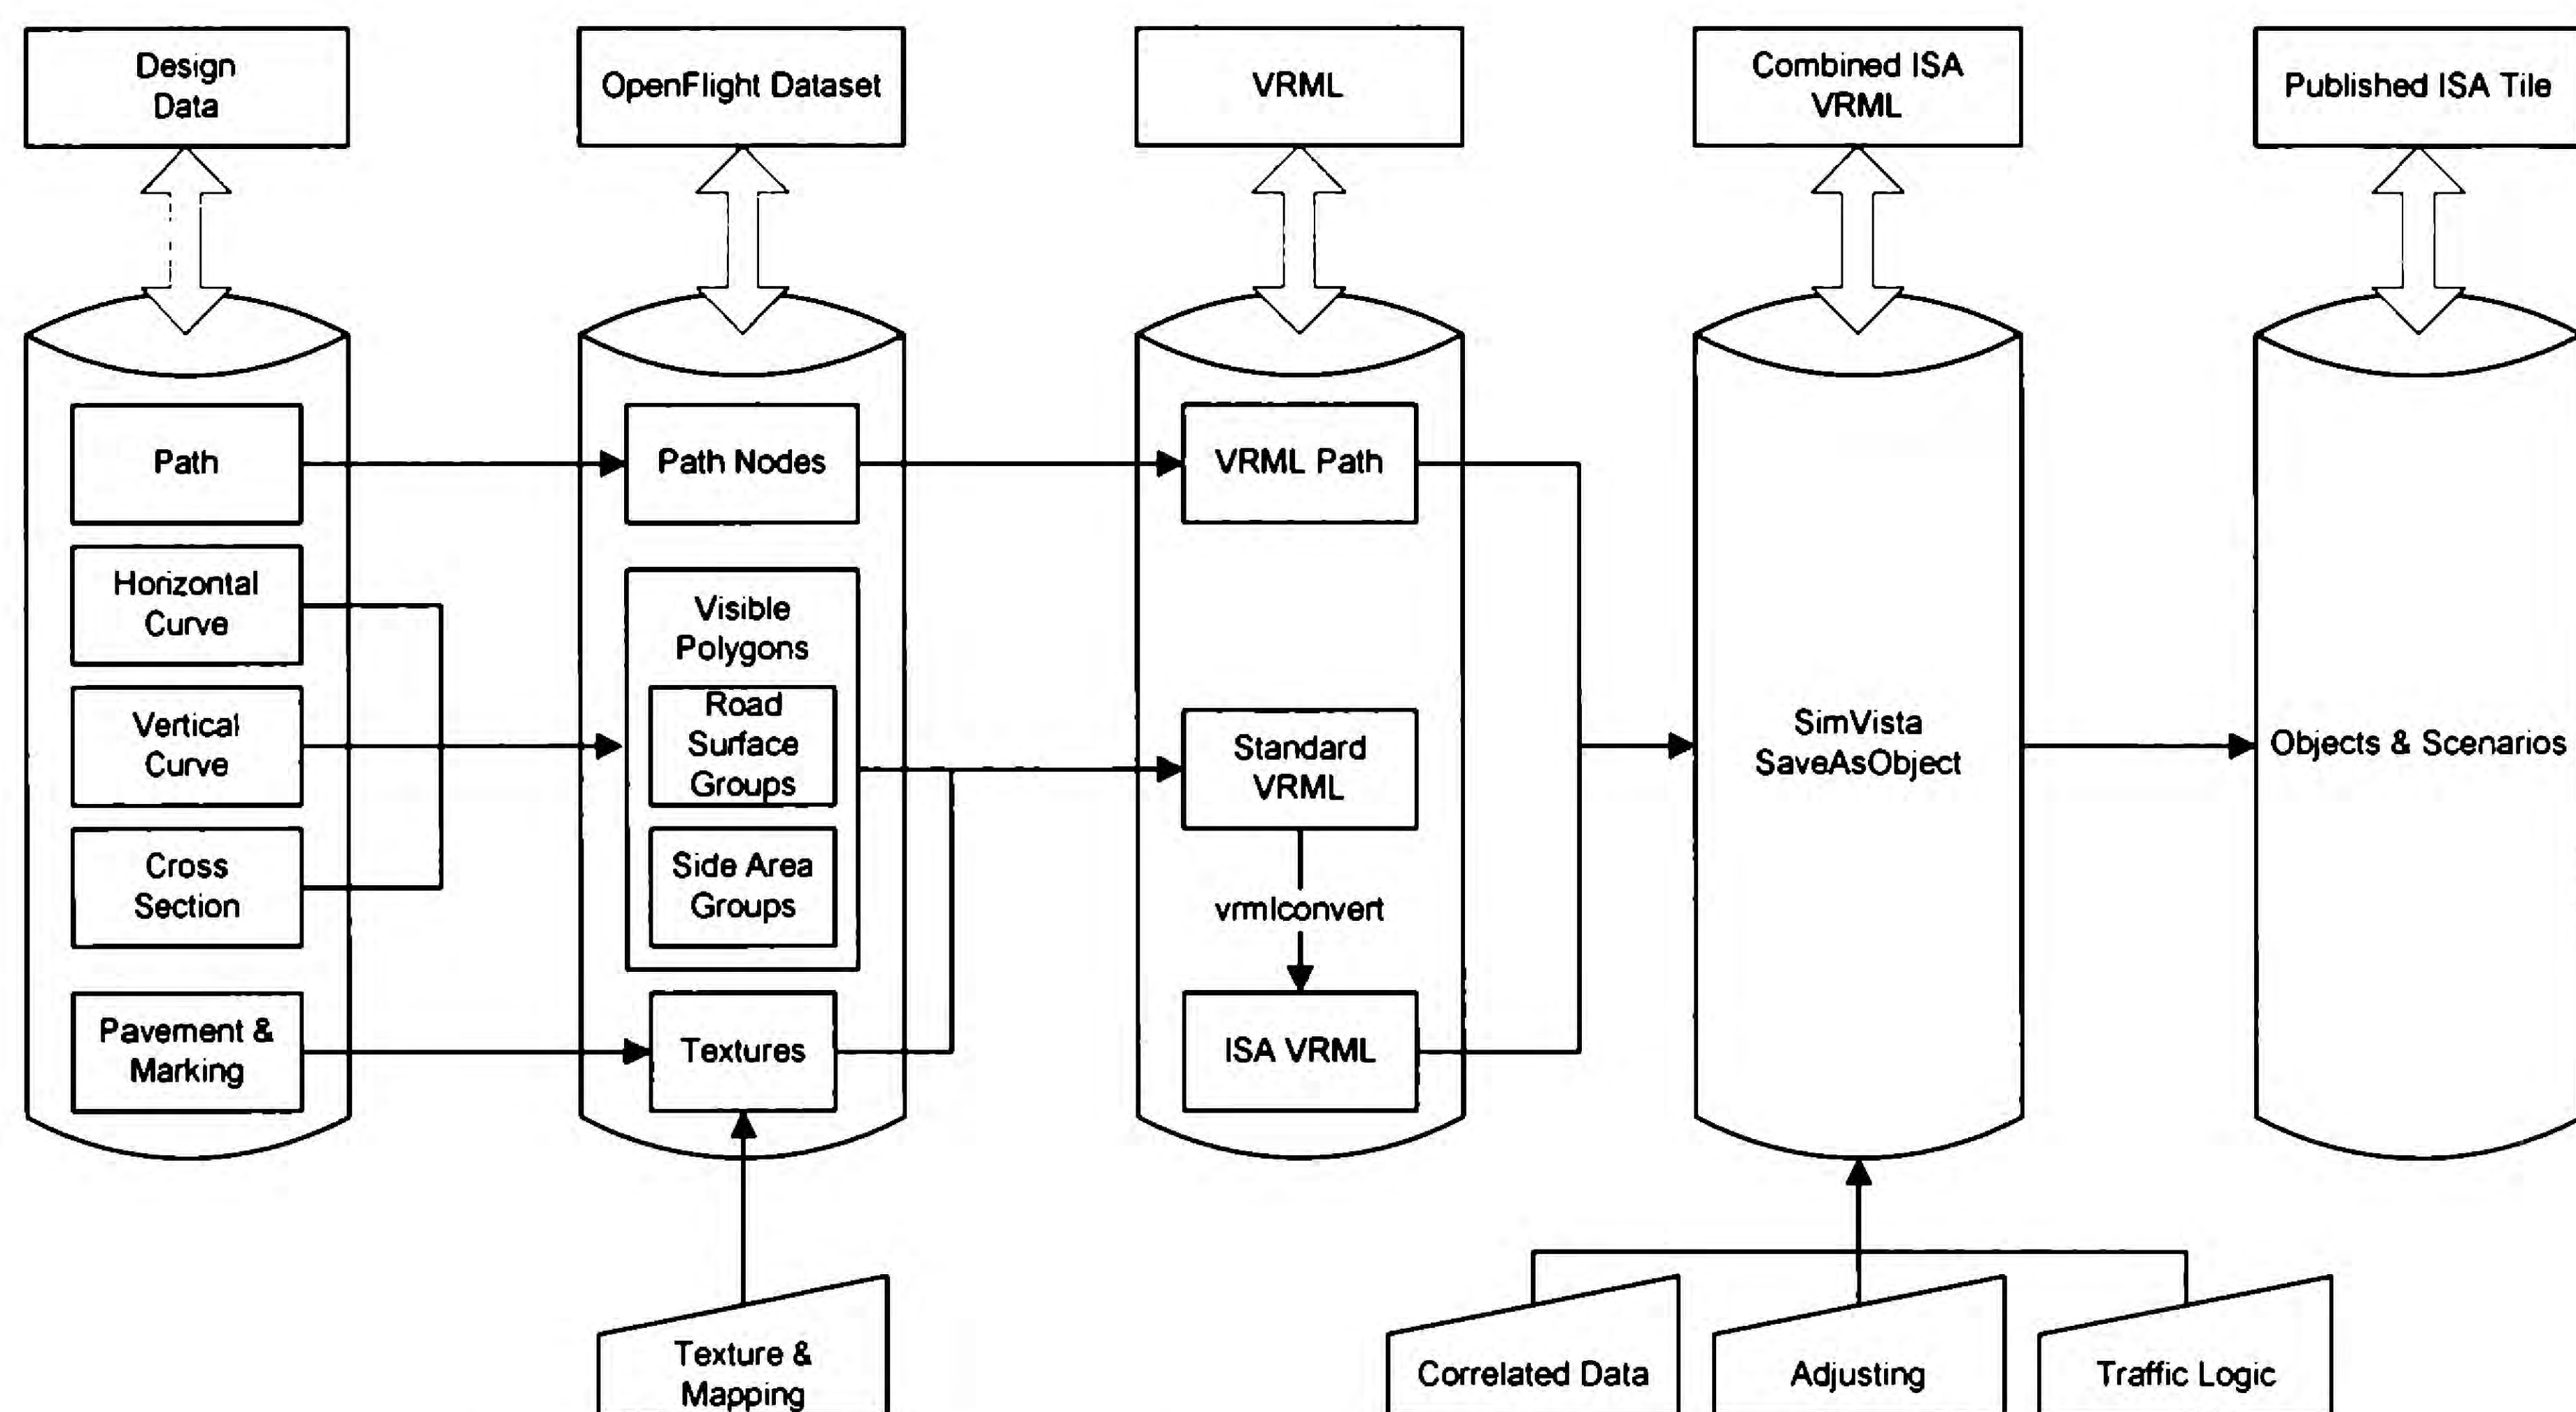 Design
Data
OpenFlight Dataset
VRML
Combined ISA
VRML
Published ISA Tile
Path
Horizontal
Curve
Vertical
Curve
Cross
Section
Pavement &
Marking
Path Nodes
Visible
Polygons
Road
Surface
Groups
Side Area
Groups
Textures
VRML Path
Standard
VRML
vrmlconvert
ISA VRML
SimVista
SaveAsObject
Objects & Scenarios
Texture &
Mapping
Correlated Data
Adjusting
Traffic Logic